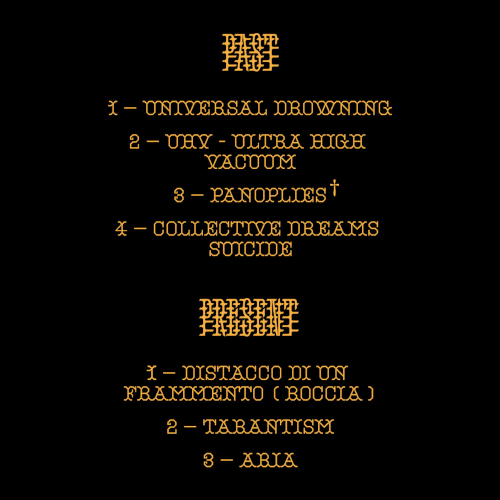 PAST
1 – UNIVERSAL DROWNING
2 – UHV - ULTRA HIGH
VACUUM
3 – PANOPLIES†
4 – COLLECTIVE DREAMS
SUICIDE
PRESENT
1 – DISTACCO DI UN
FRAMMENTO ( ROCCIA )
2 – TARANTISM
3 – ARIA